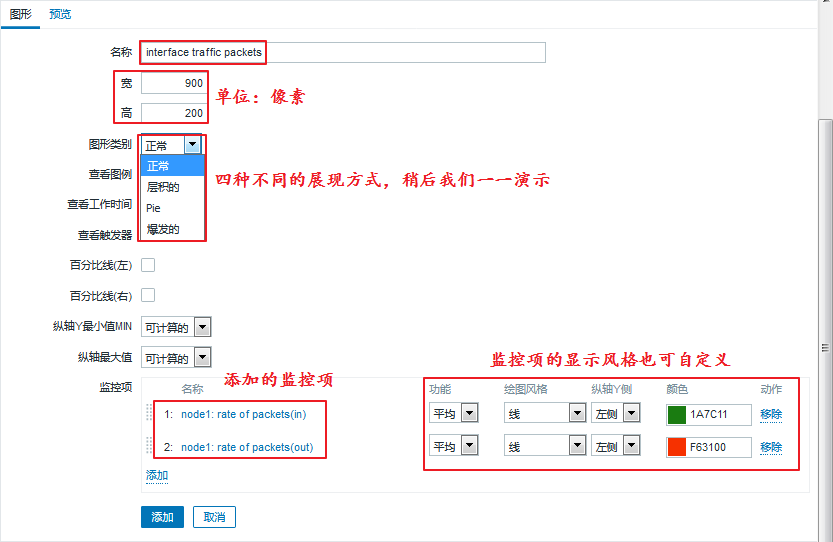 图形 预览
名称 interface traffic packets
宽 900
单位：像素
高 200
图形类别 正常
正常
查看图例
层积的
四种不同的展现方式，稍后我们一一演示
查看工作时间
Pie
查看触发器
爆发的
百分比线(左)
百分比线(右)
纵轴Y最小值MIN 可计算的
纵轴最大值 可计算的
添加的监控项
监控项的显示风格也可自定义
监控项 名称 功能 绘图风格 纵轴Y侧 颜色 动作
1: node1: rate of packets(in) 平均 线 左侧 1A7C11 移除
2: node1: rate of packets(out) 平均 线 左侧 F63100 移除
添加
添加 取消